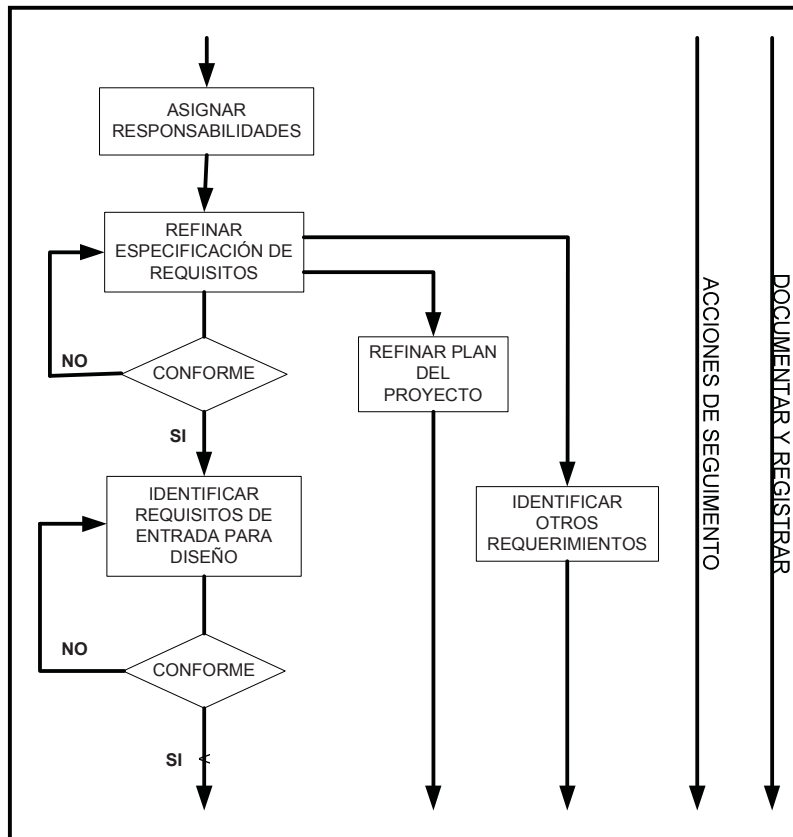 ASIGNAR
RESPONSABILIDADES
REFINAR
ESPECIFICACIÓN DE
REQUISITOS
NO
CONFORME
SI
REFINAR PLAN
DEL
PROYECTO
IDENTIFICAR
REQUISITOS DE
ENTRADA PARA
DISEÑO
IDENTIFICAR
OTROS
REQUERIMIENTOS
NO
CONFORME
SI
ACCIONES DE SEGUIMENTO
DOCUMENTAR Y REGISTRAR